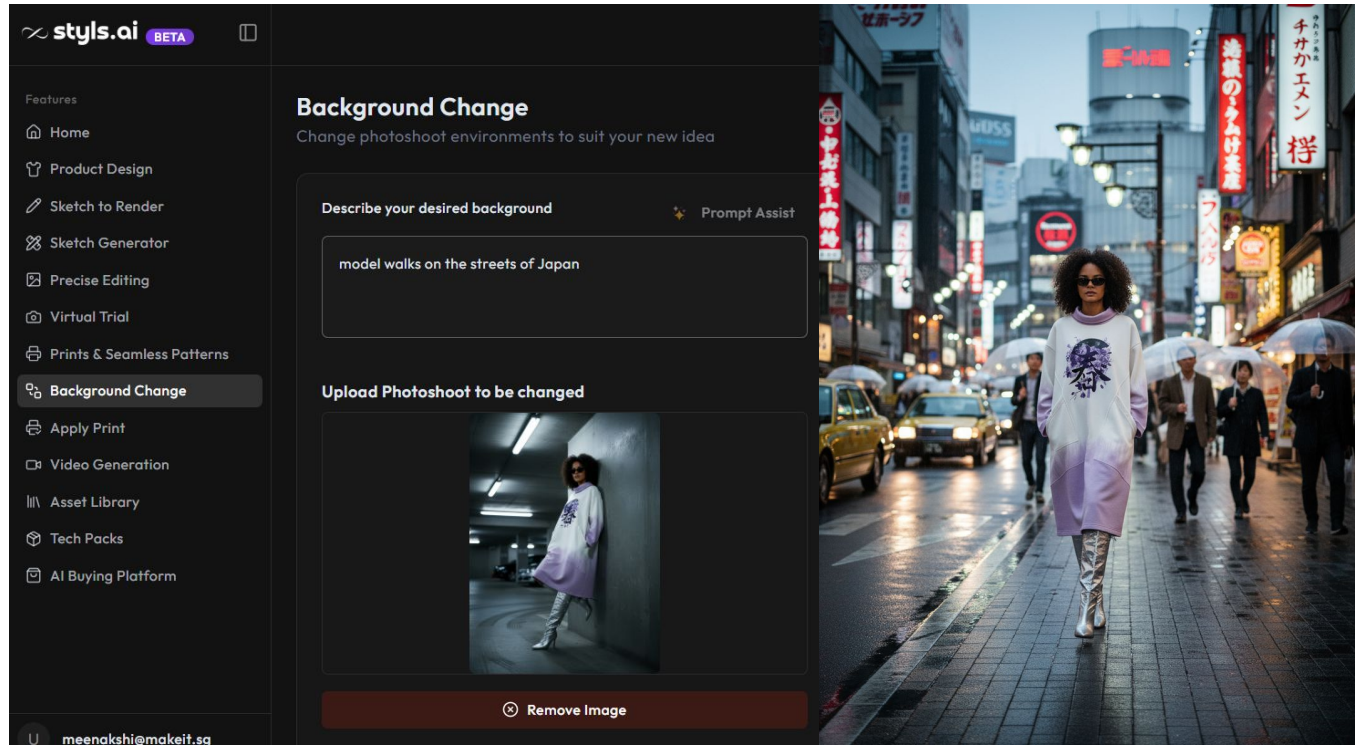 styls.ai BETA
Features
Home
Product Design
Sketch to Render
Sketch Generator
Precise Editing
Virtual Trial
Prints & Seamless Patterns
Background Change
Apply Print
Video Generation
Asset Library
Tech Packs
AI Buying Platform
U meenakshi@makeit.sg
Background Change
Change photoshoot environments to suit your new idea
Describe your desired background
Prompt Assist
model walks on the streets of Japan
Upload Photoshoot to be changed
Remove Image
チサかエメン
春